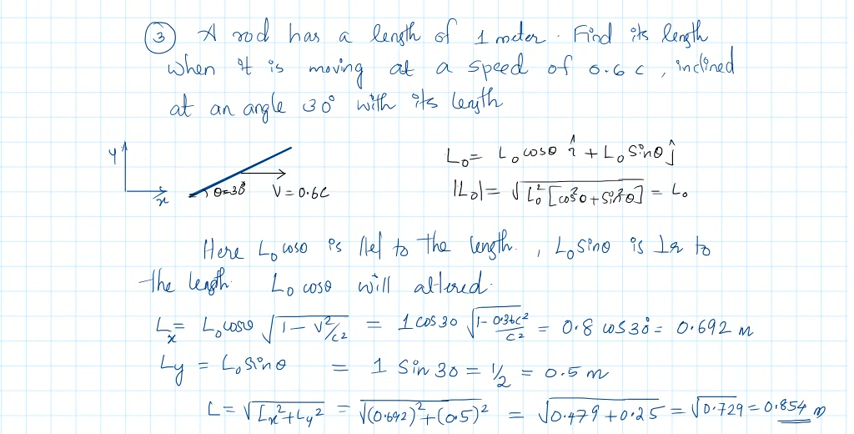 ③ A rod has a length of 1 meter. Find its length
when it is moving at a speed of 0.6 c, inclined
at an angle 30° with its length
y
x
θ=30°
V = 0.6C
L₀ = L₀ cosθ î + L₀ Sinθ ĵ
|L₀| = √(L₀² [cos²θ + Sin²θ]) = L₀
Here L₀ cosθ is llel to the length., L₀ Sinθ is ⊥r to
the length. L₀ cosθ will altered.
Lx = L₀ cosθ √(1 - V²/c²) = 1 cos 30 √(1 - 0.36c²/c²) = 0.8 cos 30° = 0.692 m
Ly = L₀ Sinθ = 1 Sin 30 = ½ = 0.5 m
L = √(Lx² + Ly²) = √((0.692)² + (0.5)²) = √(0.479 + 0.25) = √0.729 = 0.854 m